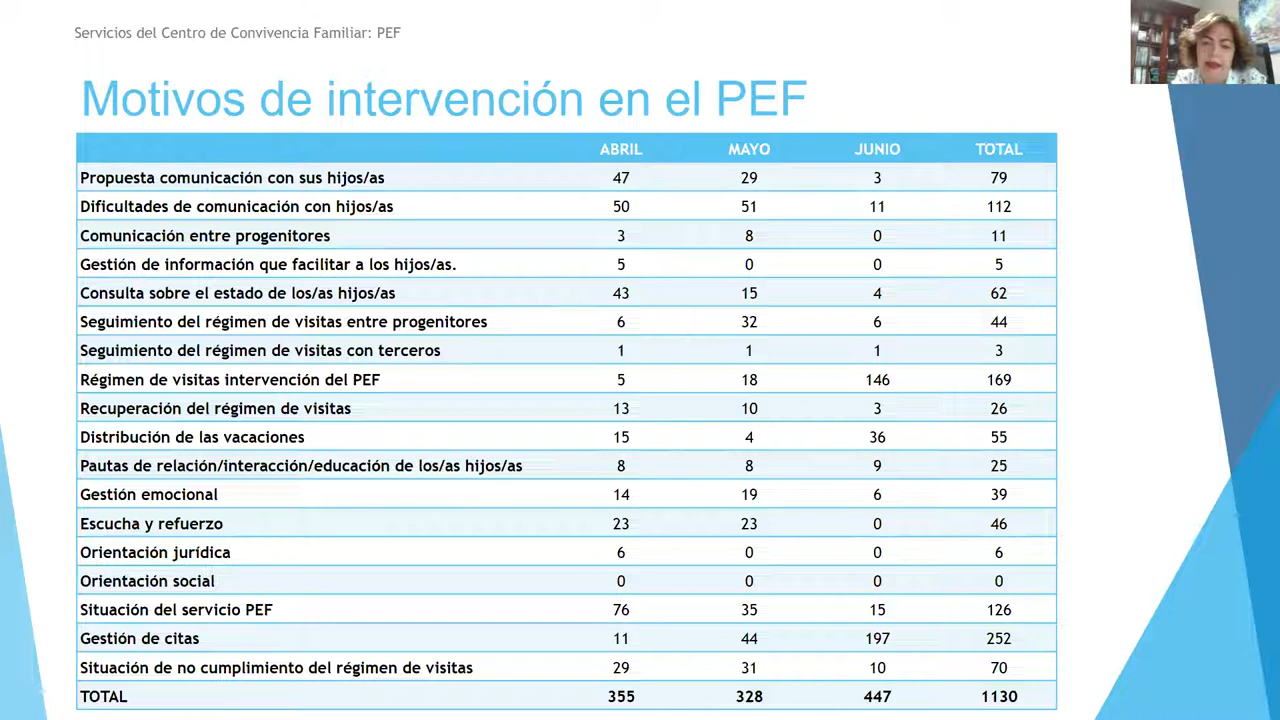 Servicios del Centro de Convivencia Familiar: PEF
Motivos de intervención en el PEF
ABRIL MAYO JUNIO TOTAL
Propuesta comunicación con sus hijos/as 47 29 3 79
Dificultades de comunicación con hijos/as 50 51 11 112
Comunicación entre progenitores 3 8 0 11
Gestión de información que facilitar a los hijos/as. 5 0 0 5
Consulta sobre el estado de los/as hijos/as 43 15 4 62
Seguimiento del régimen de visitas entre progenitores 6 32 6 44
Seguimiento del régimen de visitas con terceros 1 1 1 3
Régimen de visitas intervención del PEF 5 18 146 169
Recuperación del régimen de visitas 13 10 3 26
Distribución de las vacaciones 15 4 36 55
Pautas de relación/interacción/educación de los/as hijos/as 8 8 9 25
Gestión emocional 14 19 6 39
Escucha y refuerzo 23 23 0 46
Orientación jurídica 6 0 0 6
Orientación social 0 0 0 0
Situación del servicio PEF 76 35 15 126
Gestión de citas 11 44 197 252
Situación de no cumplimiento del régimen de visitas 29 31 10 70
TOTAL 355 328 447 1130